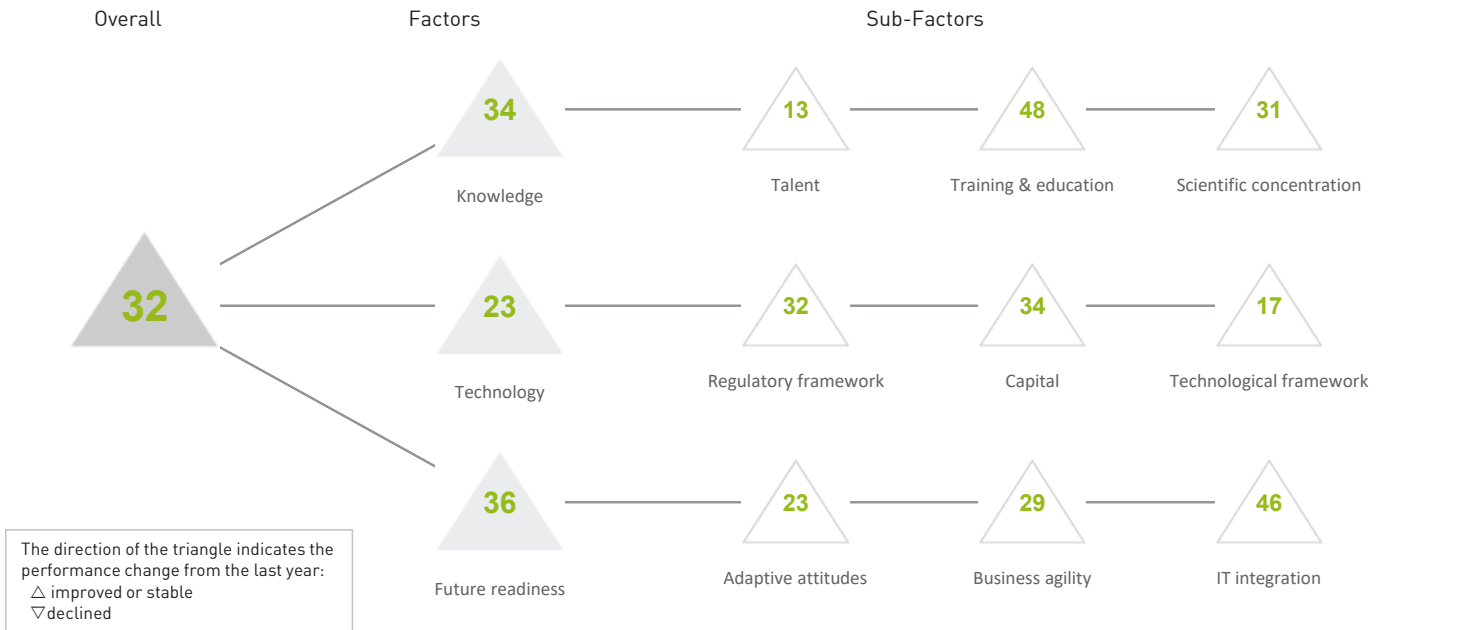 Overall Factors Sub-Factors
34 13 48 31
Knowledge Talent Training & education Scientific concentration
32
23 32 34 17
Technology Regulatory framework Capital Technological framework
36 23 29 46
Future readiness Adaptive attitudes Business agility IT integration
The direction of the triangle indicates the
performance change from the last year:
△ improved or stable
▽ declined